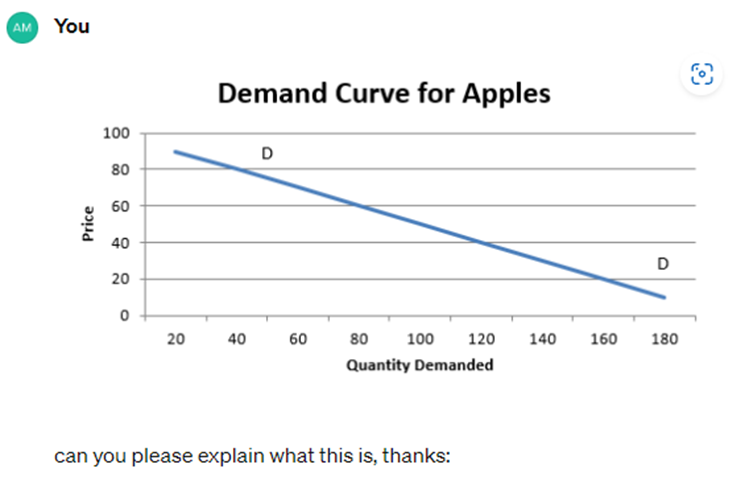 AM You
Demand Curve for Apples
100
D
80
60
Price
40
D
20
0
20 40 60 80 100 120 140 160 180
Quantity Demanded
can you please explain what this is, thanks: